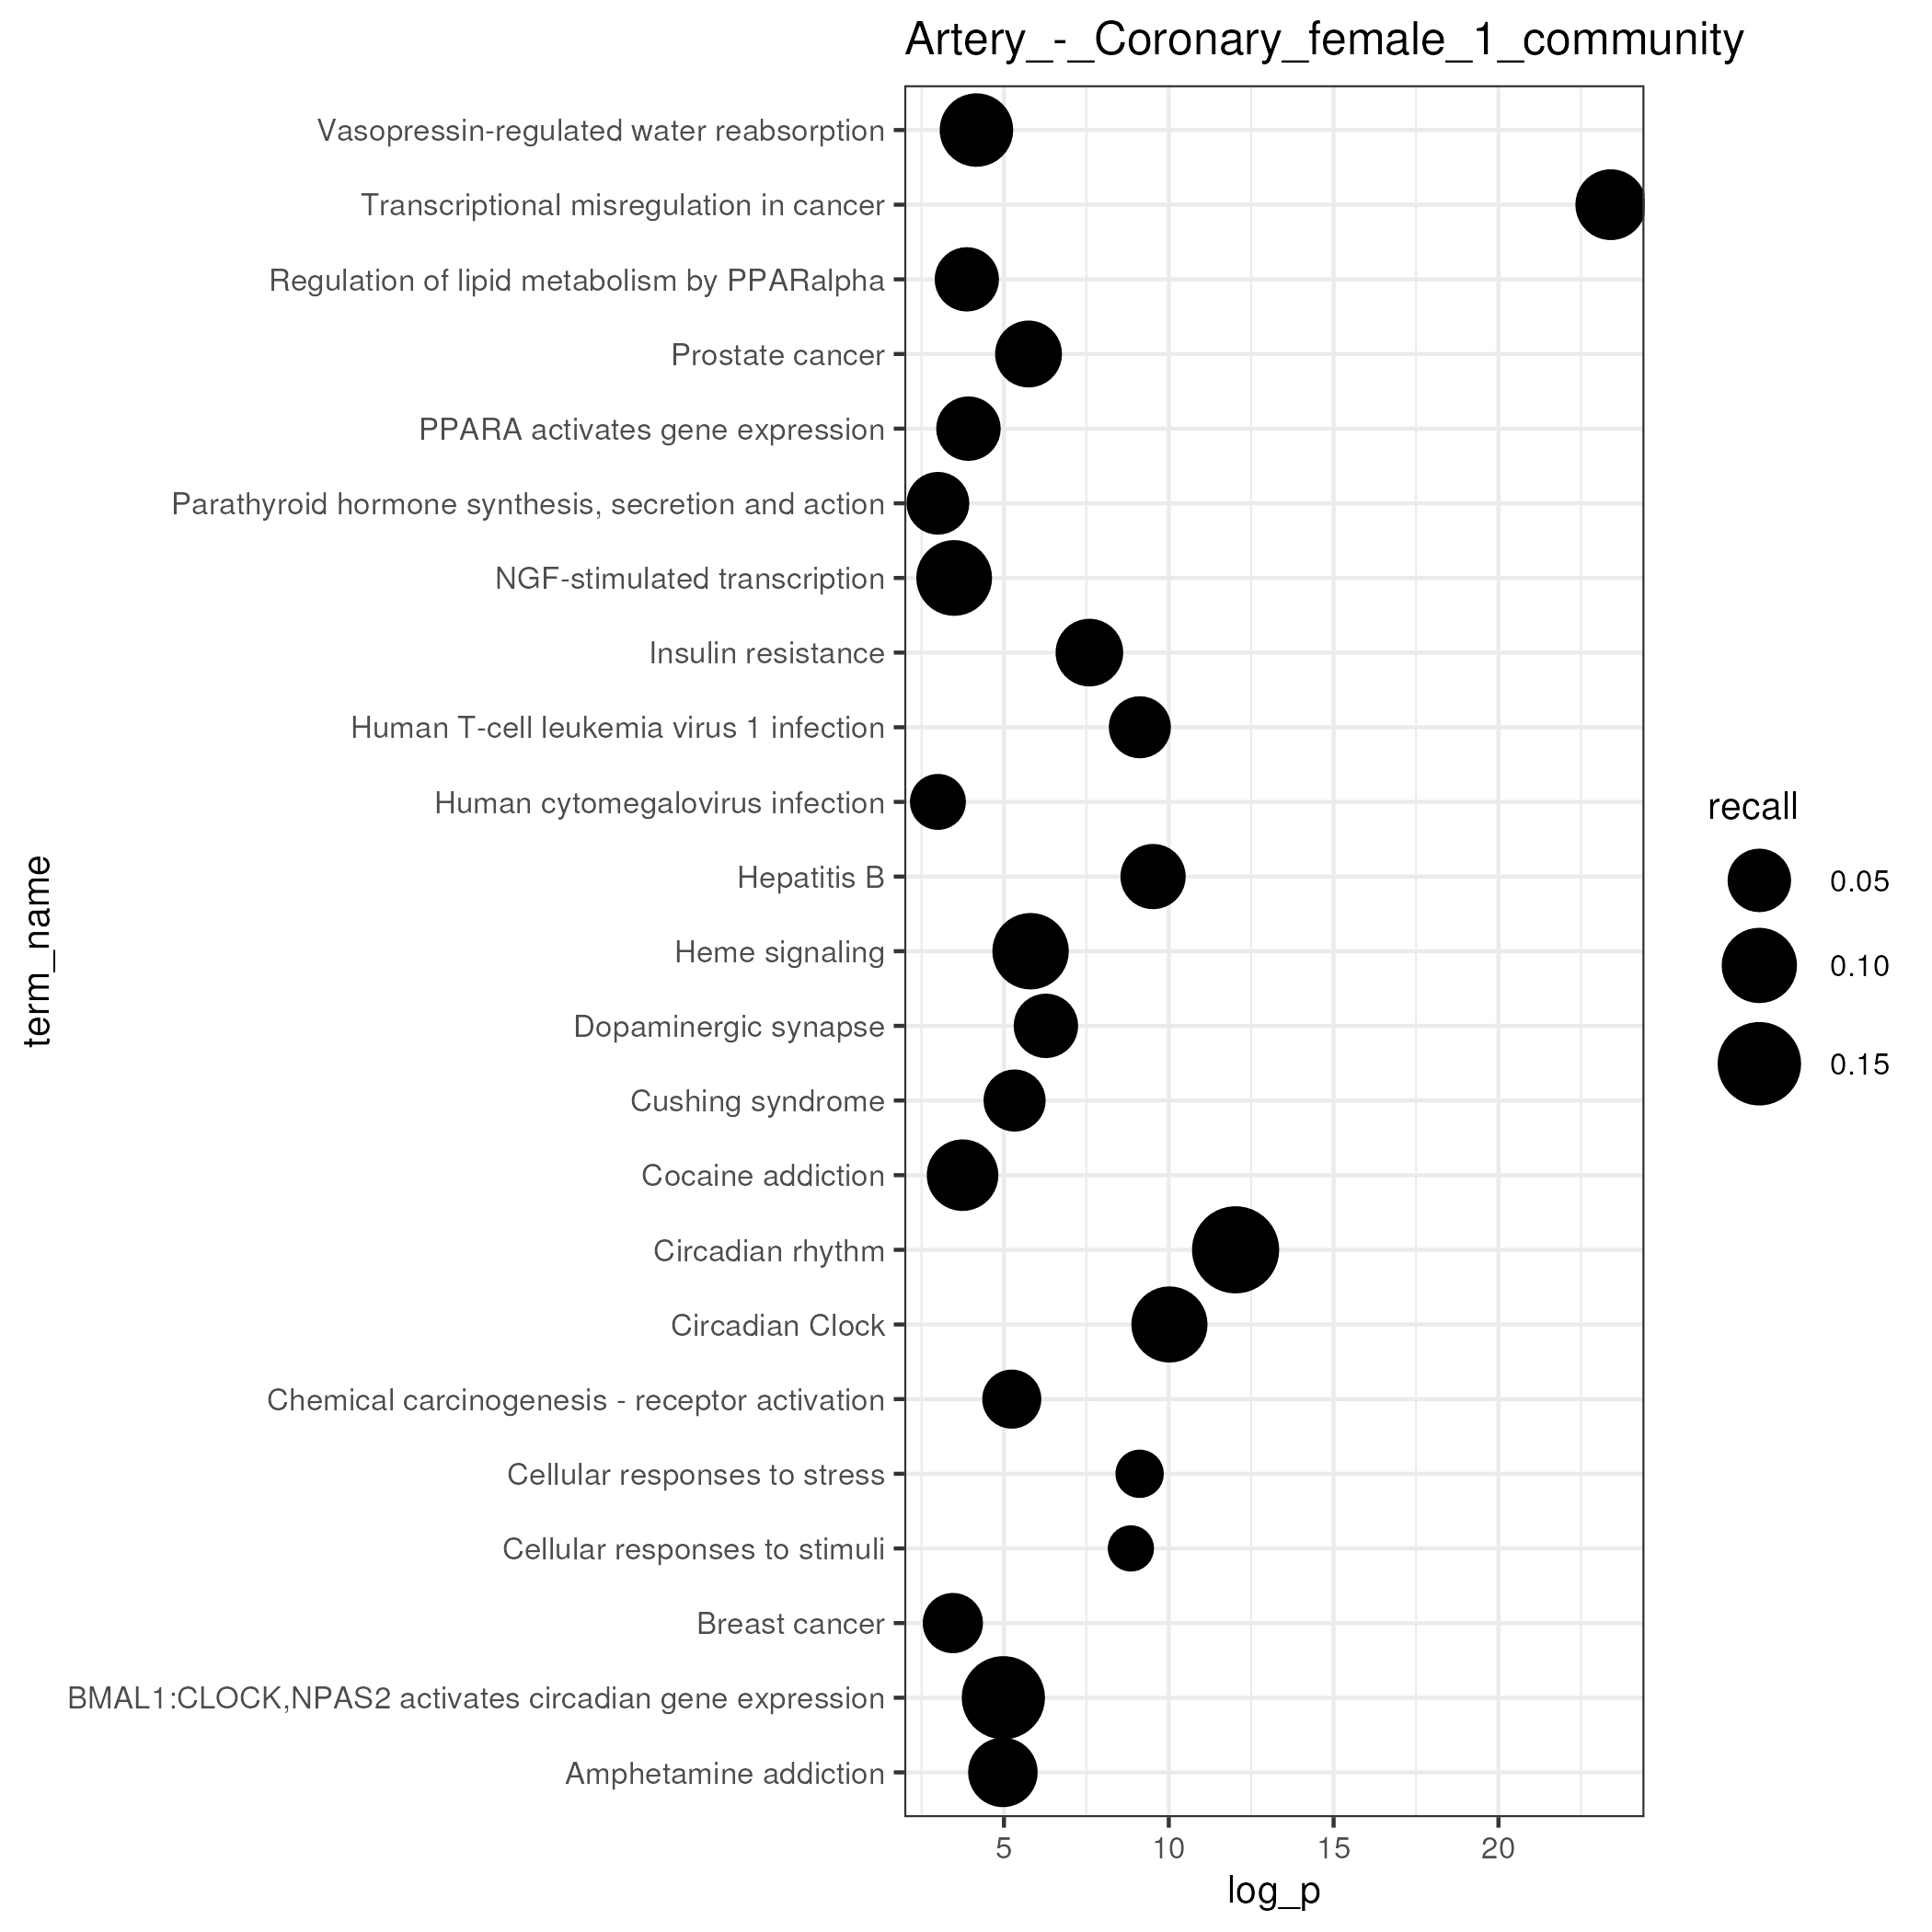 Artery_-_Coronary_female_1_community
Vasopressin-regulated water reabsorption
Transcriptional misregulation in cancer
Regulation of lipid metabolism by PPARalpha
Prostate cancer
PPARA activates gene expression
Parathyroid hormone synthesis, secretion and action
NGF-stimulated transcription
Insulin resistance
Human T-cell leukemia virus 1 infection
Human cytomegalovirus infection
Hepatitis B
Heme signaling
Dopaminergic synapse
Cushing syndrome
Cocaine addiction
Circadian rhythm
Circadian Clock
Chemical carcinogenesis - receptor activation
Cellular responses to stress
Cellular responses to stimuli
Breast cancer
BMAL1:CLOCK,NPAS2 activates circadian gene expression
Amphetamine addiction
term_name
5 10 15 20
log_p
recall
0.05
0.10
0.15